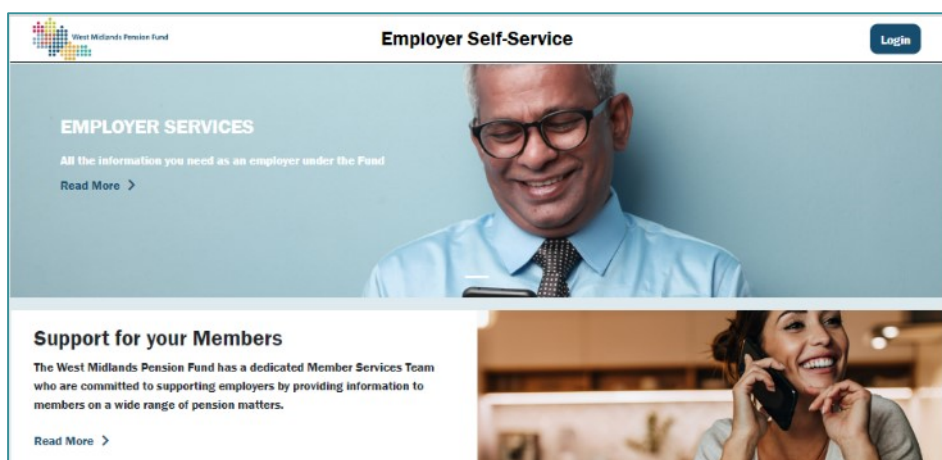 West Midlands Pension Fund
Employer Self-Service
Login
EMPLOYER SERVICES
All the information you need as an employer under the Fund
Read More >
Support for your Members
The West Midlands Pension Fund has a dedicated Member Services Team
who are committed to supporting employers by providing information to
members on a wide range of pension matters.
Read More >